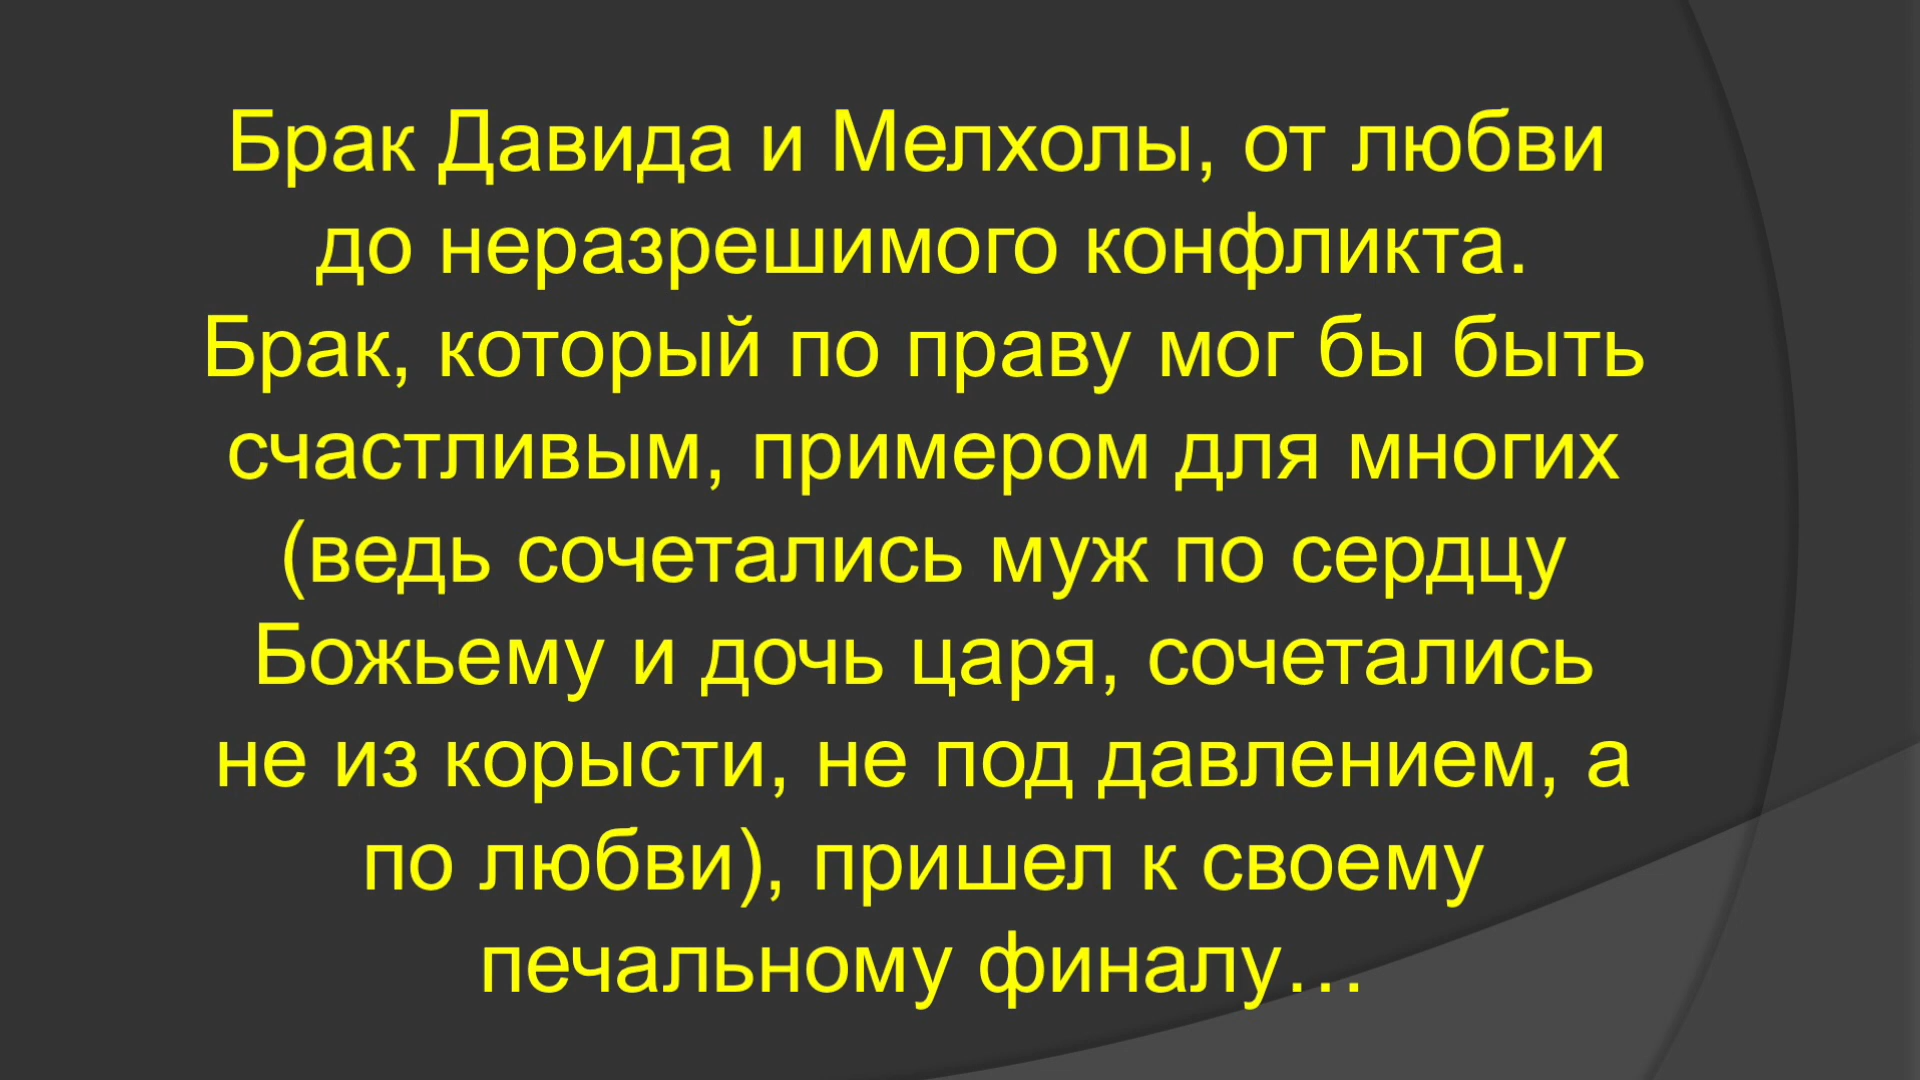 Брак Давида и Мелхолы, от любви
до неразрешимого конфликта.
Брак, который по праву мог бы быть
счастливым, примером для многих
(ведь сочетались муж по сердцу
Божьему и дочь царя, сочетались
не из корысти, не под давлением, а
по любви), пришел к своему
печальному финалу…